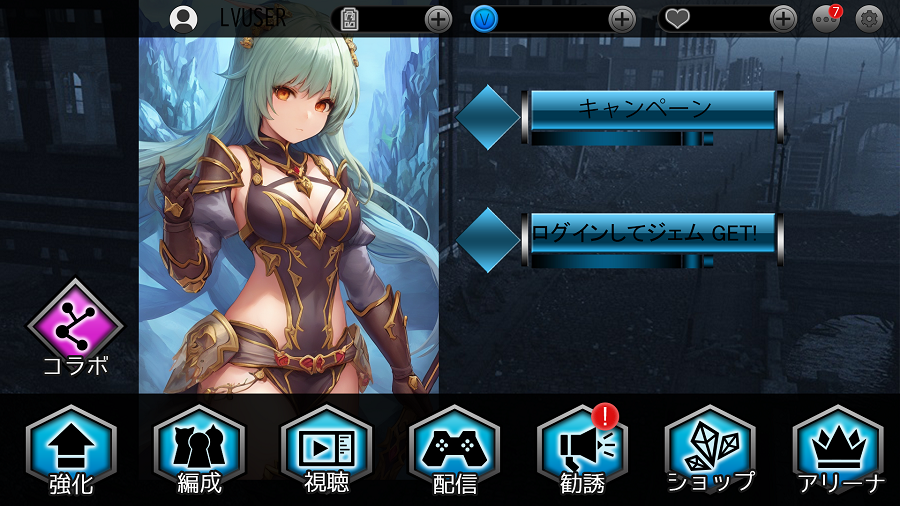 LVUSER
V
7
キャンペーン
ログインしてジェム GET!
コラボ
!
強化
編成
視聴
配信
勧誘
ショップ
アリーナ